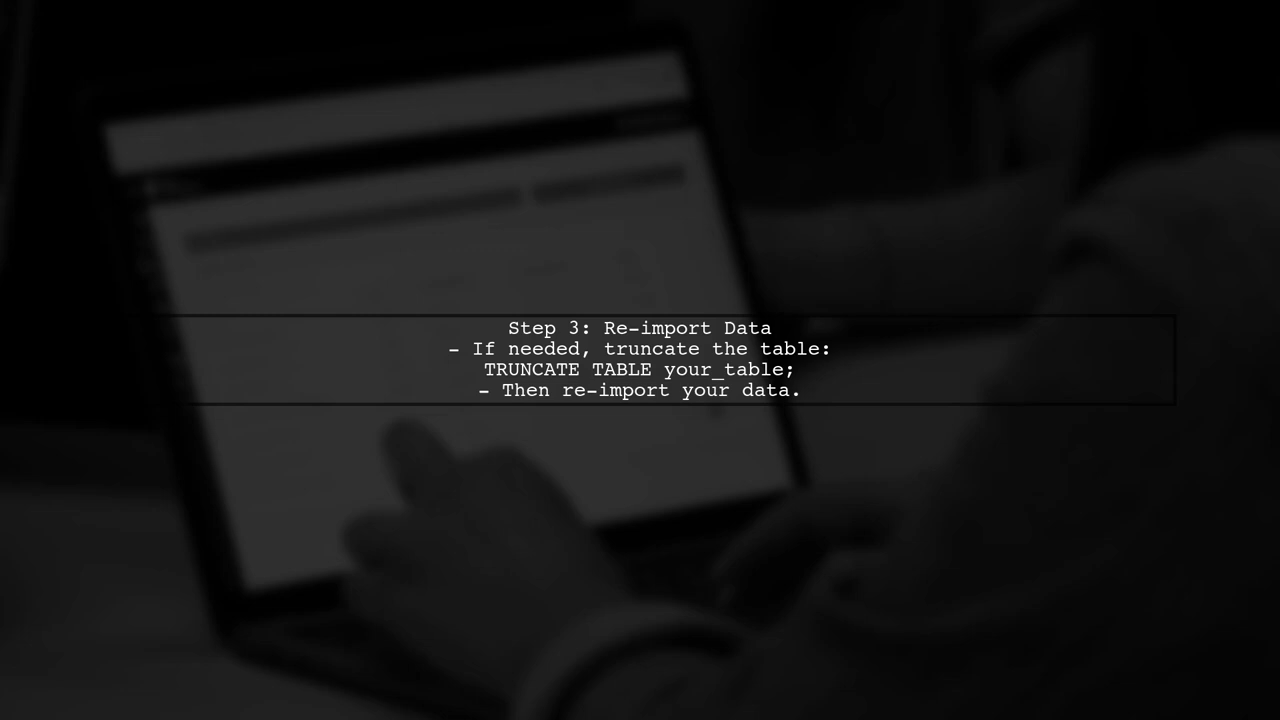 Step 3: Re-import Data
- If needed, truncate the table:
TRUNCATE TABLE your_table;
- Then re-import your data.